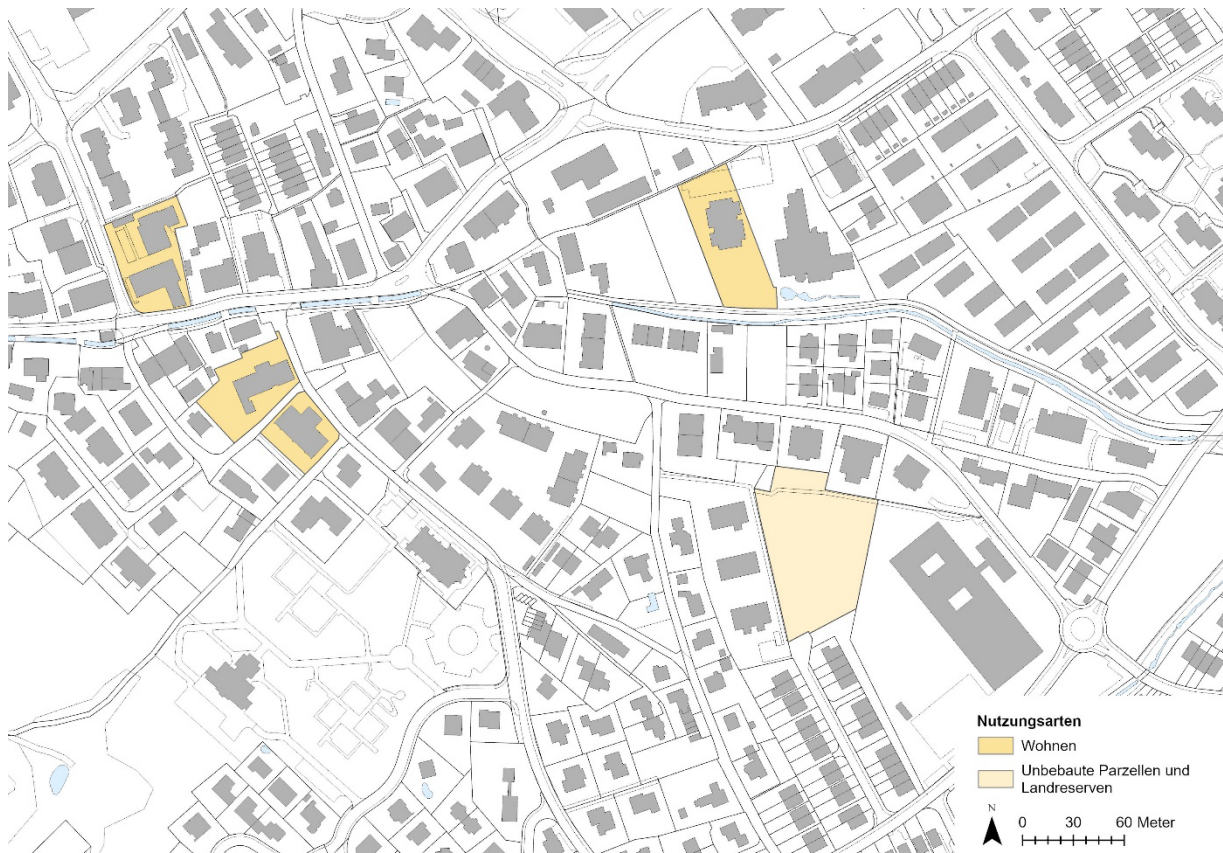 Nutzungsarten
Wohnen
Unbebaute Parzellen und
Landreserven
N
0 30 60 Meter